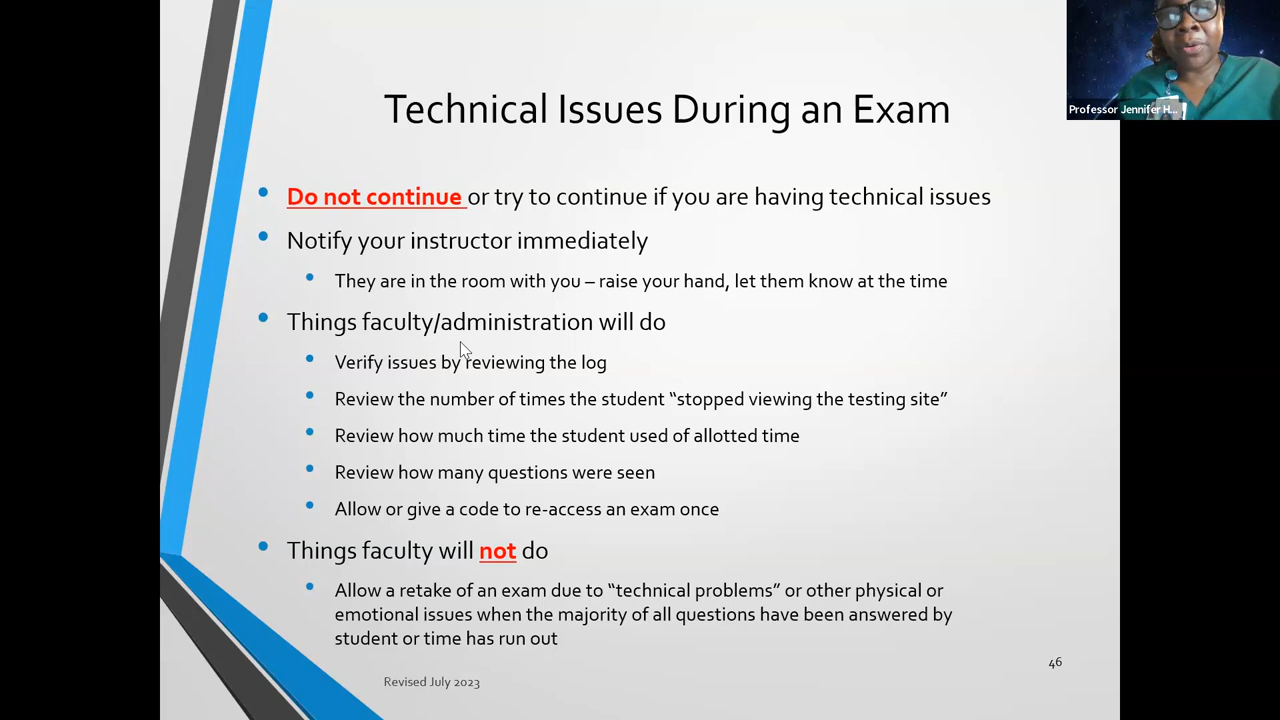 Technical Issues During an Exam
Professor Jennifer H...
Do not continue or try to continue if you are having technical issues
Notify your instructor immediately
They are in the room with you – raise your hand, let them know at the time
Things faculty/administration will do
Verify issues by reviewing the log
Review the number of times the student “stopped viewing the testing site”
Review how much time the student used of allotted time
Review how many questions were seen
Allow or give a code to re-access an exam once
Things faculty will not do
Allow a retake of an exam due to “technical problems” or other physical or
emotional issues when the majority of all questions have been answered by
student or time has run out
46
Revised July 2023